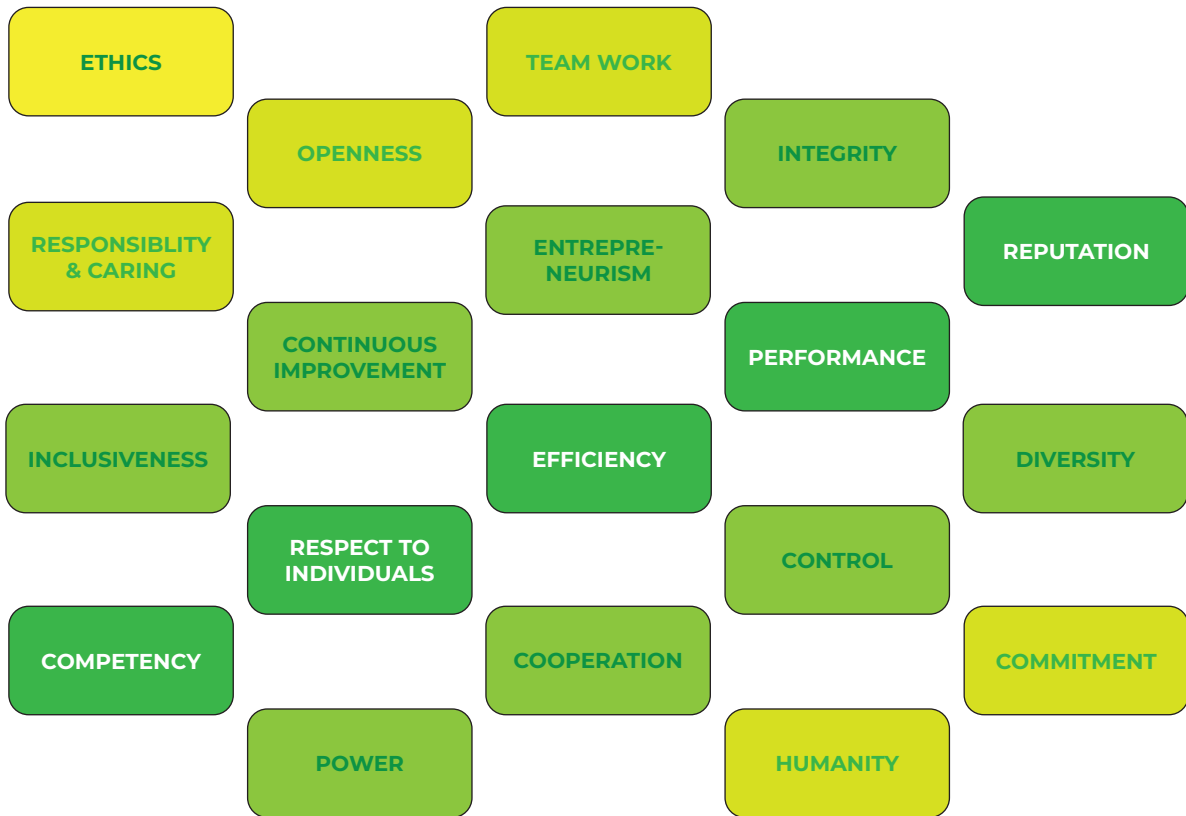 ETHICS
TEAM WORK
OPENNESS
INTEGRITY
RESPONSIBLITY
& CARING
ENTREPRE-
NEURISM
REPUTATION
CONTINUOUS
IMPROVEMENT
PERFORMANCE
INCLUSIVENESS
EFFICIENCY
DIVERSITY
RESPECT TO
INDIVIDUALS
CONTROL
COMPETENCY
COOPERATION
COMMITMENT
POWER
HUMANITY